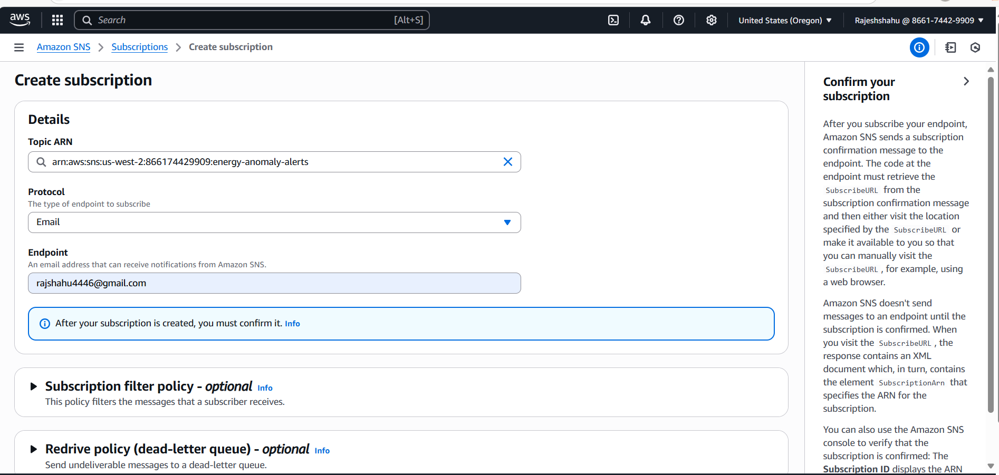 aws
Search
[Alt+S]
United States (Oregon)
Rajeshshahu @ 8661-7442-9909
Amazon SNS
Subscriptions
Create subscription
Create subscription
Details
Topic ARN
arn:aws:sns:us-west-2:866174429909:energy-anomaly-alerts
Protocol
The type of endpoint to subscribe
Email
Endpoint
An email address that can receive notifications from Amazon SNS.
rajshahu4446@gmail.com
After your subscription is created, you must confirm it. Info
Subscription filter policy - optional Info
This policy filters the messages that a subscriber receives.
Redrive policy (dead-letter queue) - optional Info
Send undeliverable messages to a dead-letter queue.
Confirm your
subscription
After you subscribe your endpoint,
Amazon SNS sends a subscription
confirmation message to the
endpoint. The code at the
endpoint must retrieve the
SubscribeURL from the
subscription confirmation message
and then either visit the location
specified by the SubscribeURL or
make it available to you so that
you can manually visit the
SubscribeURL , for example, using
a web browser.
Amazon SNS doesn't send
messages to an endpoint until the
subscription is confirmed. When
you visit the SubscribeURL , the
response contains an XML
document which, in turn, contains
the element SubscriptionArn that
specifies the ARN for the
subscription.
You can also use the Amazon SNS
console to verify that the
subscription is confirmed: The
Subscription ID displays the ARN